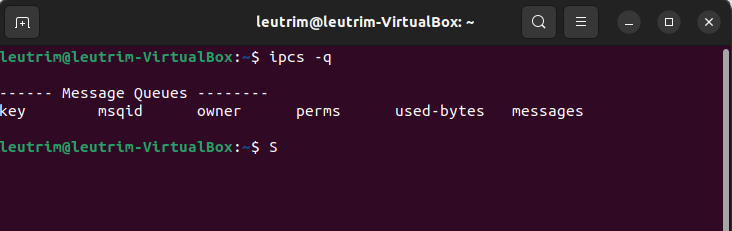 leutrim@leutrim-VirtualBox: ~
leutrim@leutrim-VirtualBox:~$ ipcs -q
------ Message Queues --------
key        msqid      owner      perms      used-bytes   messages
leutrim@leutrim-VirtualBox:~$ S